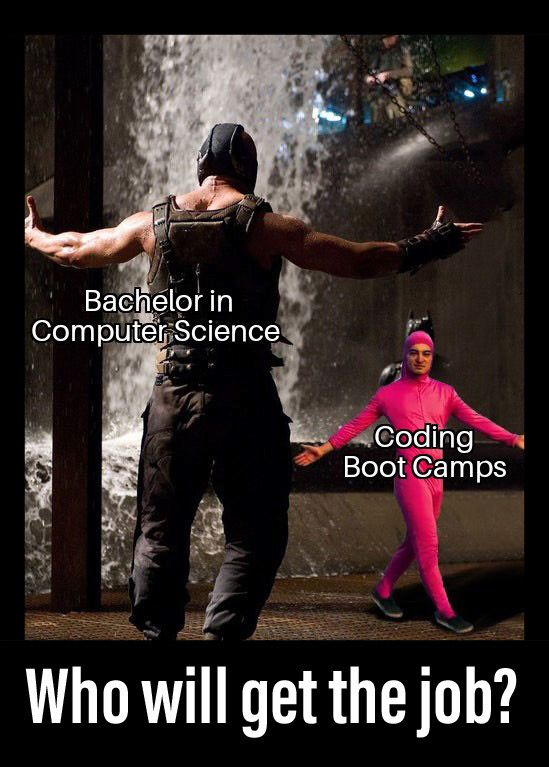 Bachelor in
Computer Science
Coding
Boot Camps
Who will get the job?